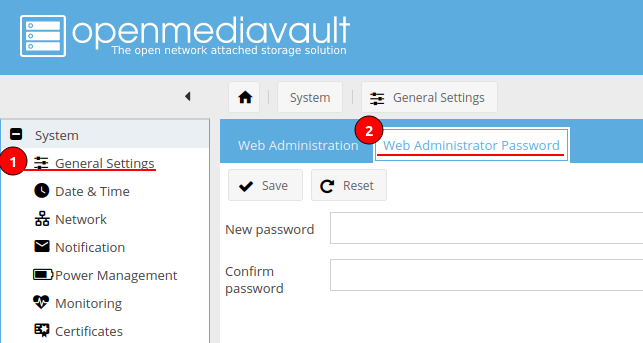 openmediavault
The open network attached storage solution
System
General Settings
2
System
Web Administration
Web Administrator Password
1
General Settings
Save
Reset
Date & Time
Network
New password
Notification
Power Management
Confirm
password
Monitoring
Certificates